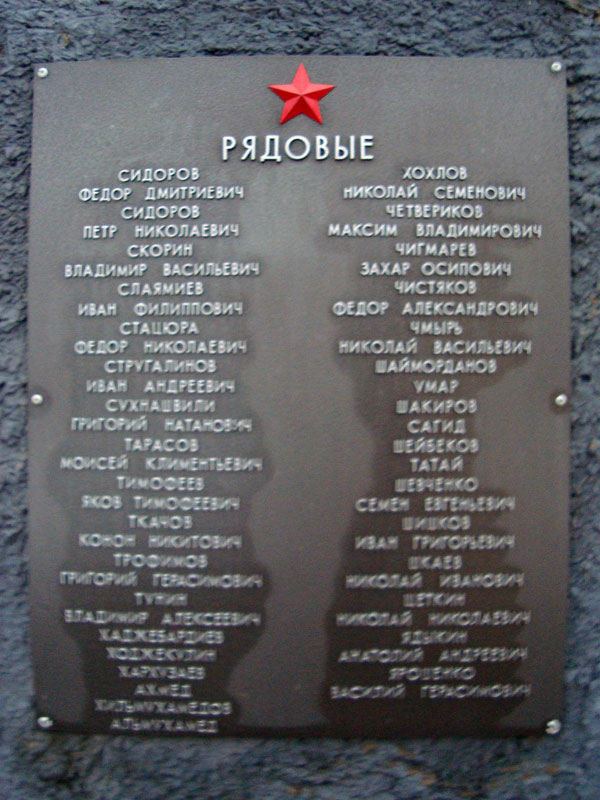 РЯДОВЫЕ
СИДОРОВ
ФЕДОР ДМИТРИЕВИЧ
СИДОРОВ
ПЕТР НИКОЛАЕВИЧ
СКОРИН
ВЛАДИМИР ВАСИЛЬЕВИЧ
СЛАЯМИЕВ
ИВАН ФИЛИППОВИЧ
СТАЦЮРА
ФЕДОР НИКОЛАЕВИЧ
СТРУГАЛИНОВ
ИВАН АНДРЕЕВИЧ
СУХНАШВИЛИ
ГРИГОРИЙ НАТАНОВИЧ
ТАРАСОВ
МОИСЕЙ КЛИМЕНТЬЕВИЧ
ТИМОФЕЕВ
ЯКОВ ТИМОФЕЕВИЧ
ТКАЧОВ
КОНОН НИКИТОВИЧ
ТРОФИМОВ
ГРИГОРИЙ ГЕРАСИМОВИЧ
ТУНИН
ВЛАДИМИР АЛЕКСЕЕВИЧ
ХАДЖЕБАРДИЕВ
ХОДЖЕКУЛИН
ХАРХУЗАЕВ
АХМЕД
ХИЛЬМУХАМЕДОВ
АЛЬМУХАМЕД
ХОХЛОВ
НИКОЛАЙ СЕМЕНОВИЧ
ЧЕТВЕРИКОВ
МАКСИМ ВЛАДИМИРОВИЧ
ЧИГМАРЕВ
ЗАХАР ОСИПОВИЧ
ЧИСТЯКОВ
ФЕДОР АЛЕКСАНДРОВИЧ
ЧМЫРЬ
НИКОЛАЙ ВАСИЛЬЕВИЧ
ШАЙМОРДАНОВ
УМАР
ШАКИРОВ
САГИД
ШЕЙБЕКОВ
ТАТАЙ
ШЕВЧЕНКО
СЕМЕН ЕВГЕНЬЕВИЧ
ШИШКОВ
ИВАН ГРИГОРЬЕВИЧ
ШКАЕВ
НИКОЛАЙ ИВАНОВИЧ
ЩЕТКИН
НИКОЛАЙ НИКОЛАЕВИЧ
ЯДЫКИН
АНАТОЛИЙ АНДРЕЕВИЧ
ЯРОШЕНКО
ВАСИЛИЙ ГЕРАСИМОВИЧ